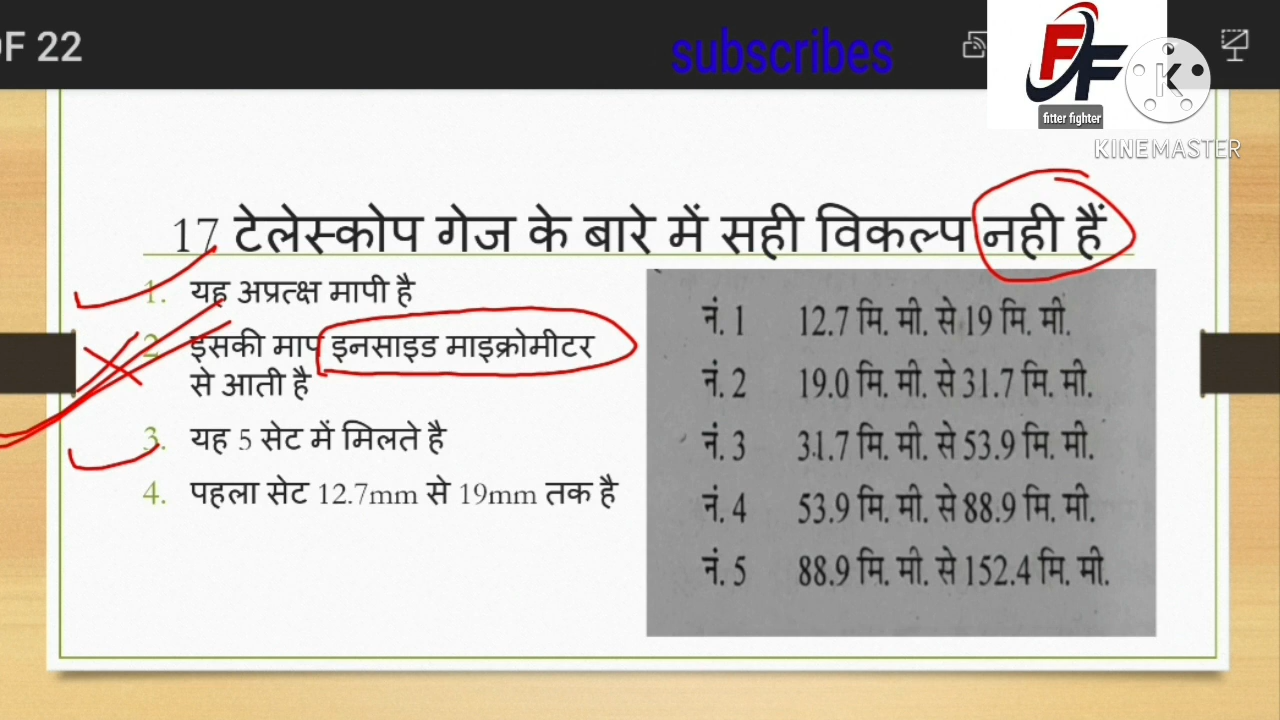 OF 22
subscribes
fitter fighter
KINEMASTER
17 टेलेस्कोप गेज के बारे में सही विकल्प नही हैं
1. यह अप्रत्क्ष मापी है
2. इसकी माप इनसाइड माइक्रोमीटर
से आती है
3. यह 5 सेट में मिलते है
4. पहला सेट 12.7mm से 19mm तक है
नं. 1 12.7 मि. मी. से 19 मि. मी.
नं. 2 19.0 मि. मी. से 31.7 मि. मी.
नं. 3 31.7 मि. मी. से 53.9 मि. मी.
नं. 4 53.9 मि. मी. से 88.9 मि. मी.
नं. 5 88.9 मि. मी. से 152.4 मि. मी.